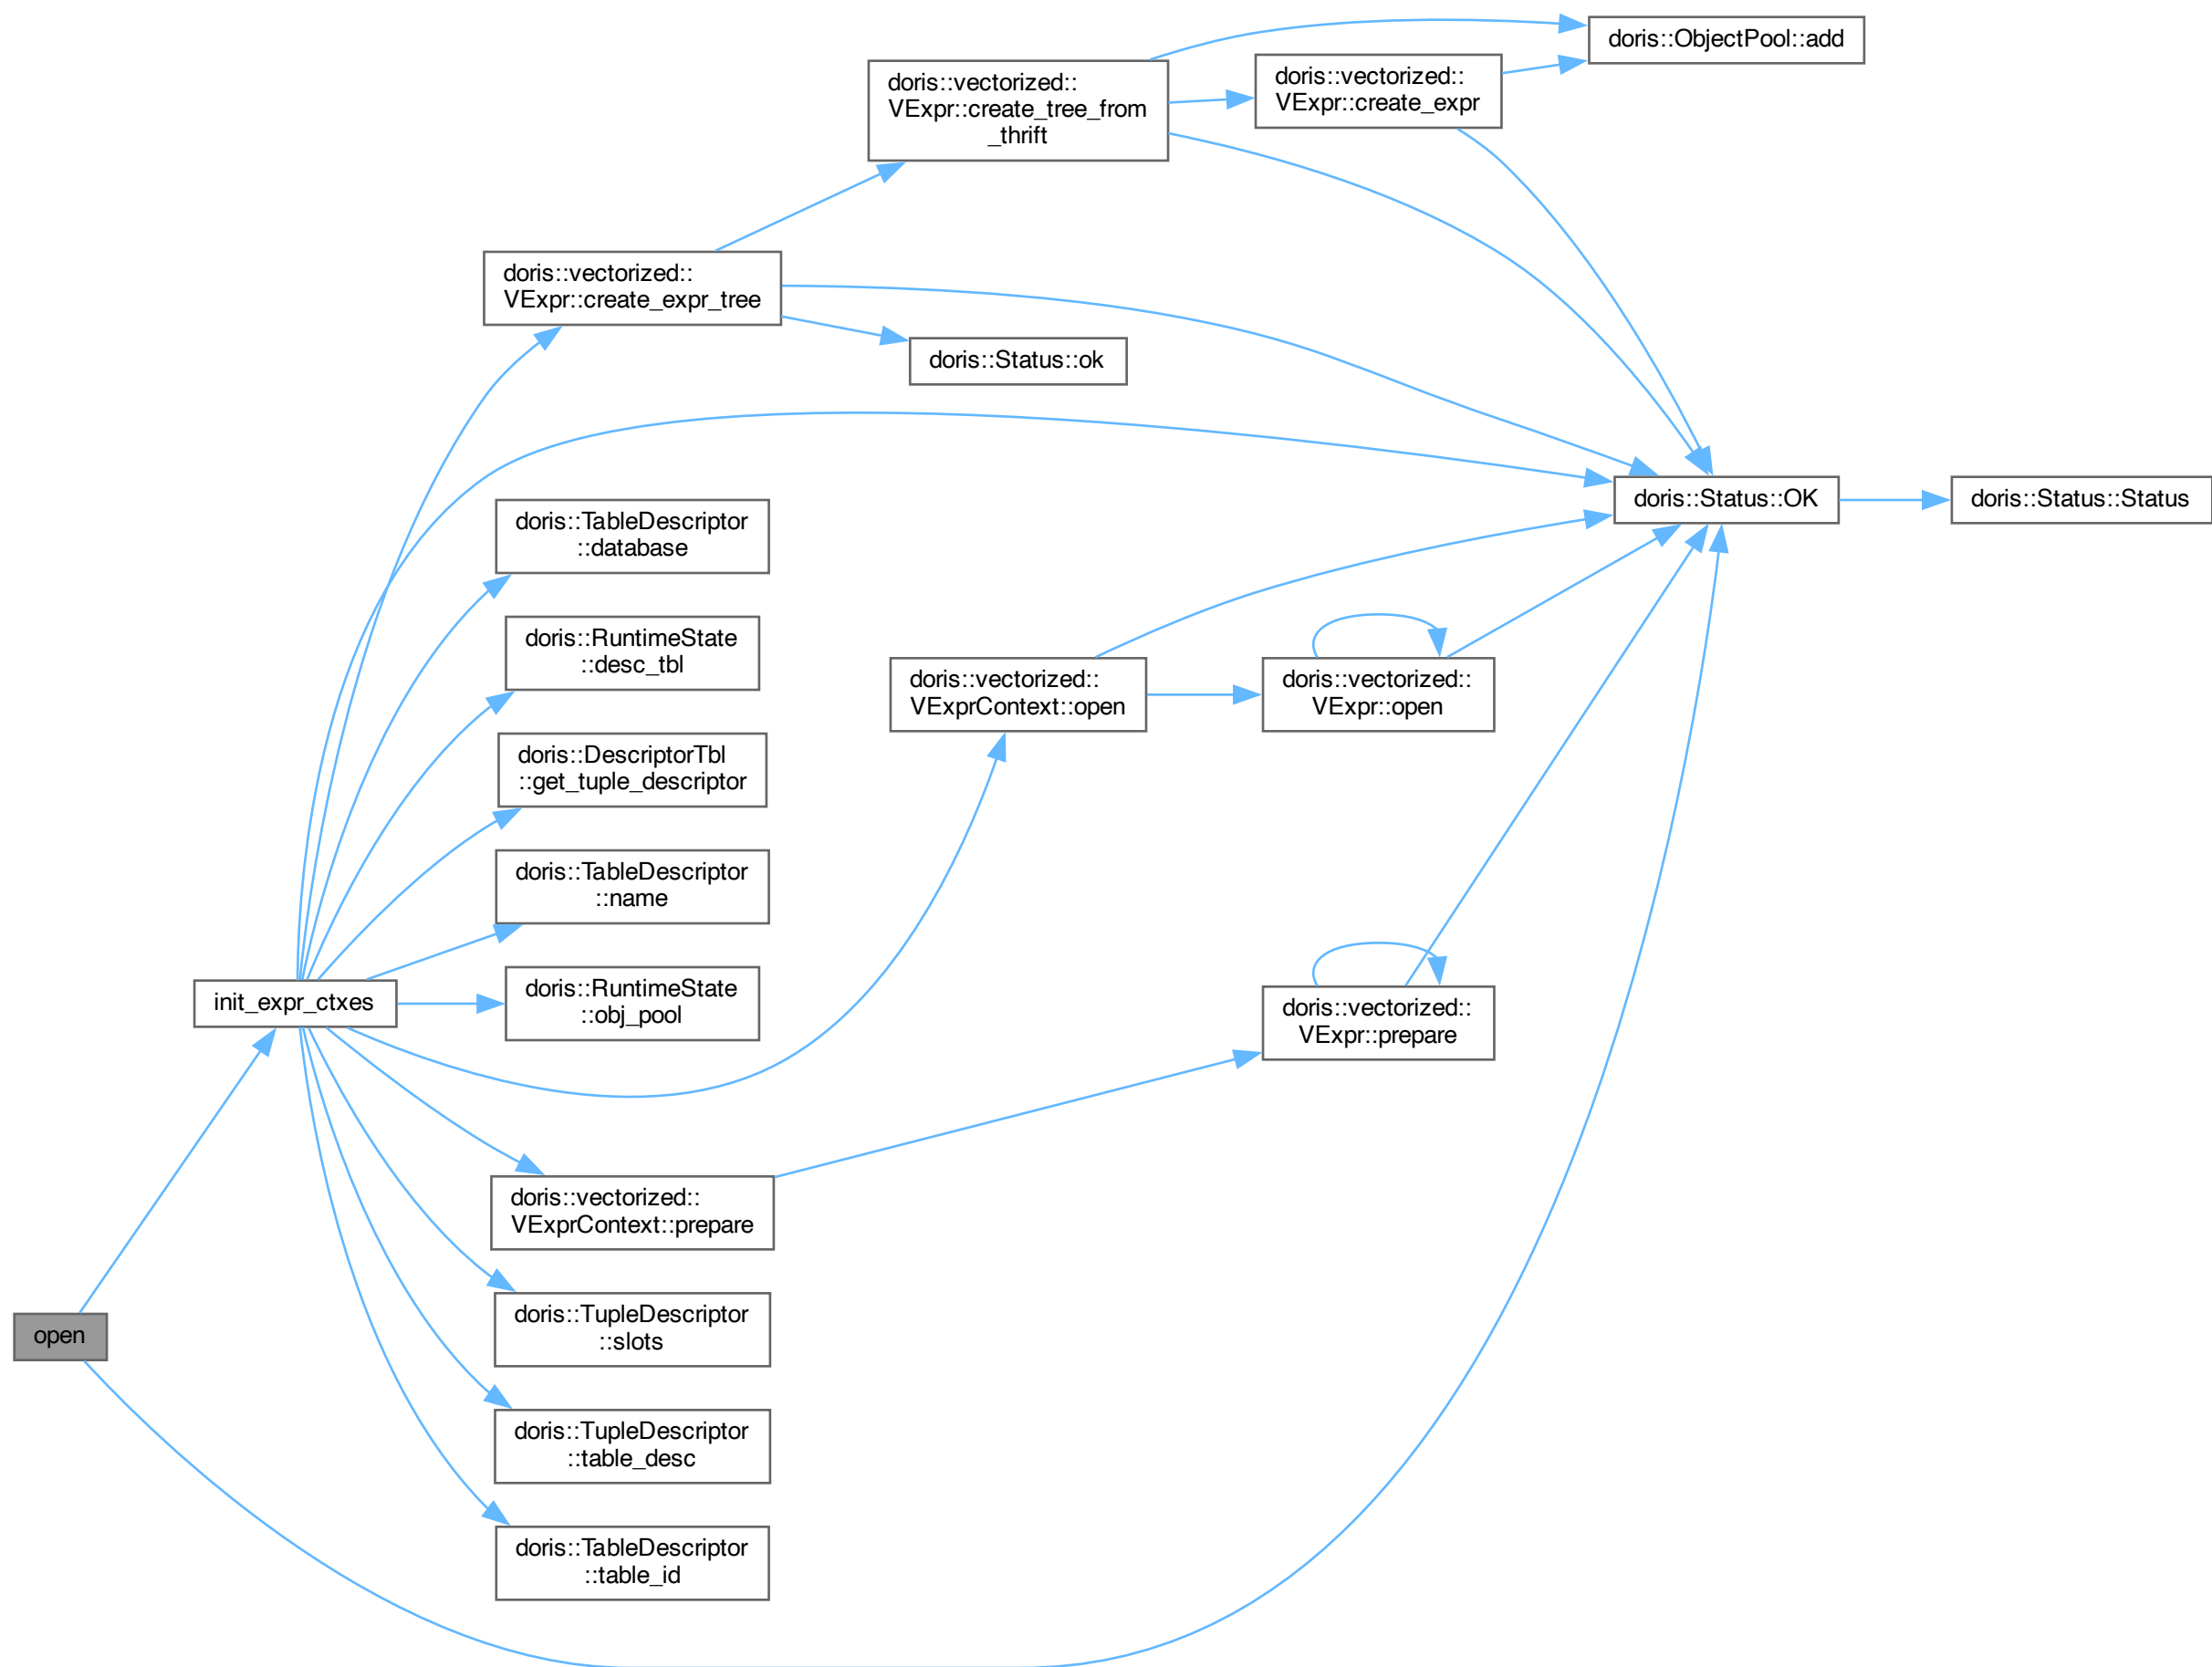 doris::ObjectPool::add
doris::vectorized::
VExpr::create_tree_from
_thrift
doris::vectorized::
VExpr::create_expr
doris::vectorized::
VExpr::create_expr_tree
doris::Status::ok
doris::Status::OK
doris::Status::Status
doris::TableDescriptor
::database
doris::RuntimeState
::desc_tbl
doris::vectorized::
VExprContext::open
doris::vectorized::
VExpr::open
doris::DescriptorTbl
::get_tuple_descriptor
doris::TableDescriptor
::name
init_expr_ctxes
doris::RuntimeState
::obj_pool
doris::vectorized::
VExpr::prepare
doris::vectorized::
VExprContext::prepare
open
doris::TupleDescriptor
::slots
doris::TupleDescriptor
::table_desc
doris::TableDescriptor
::table_id